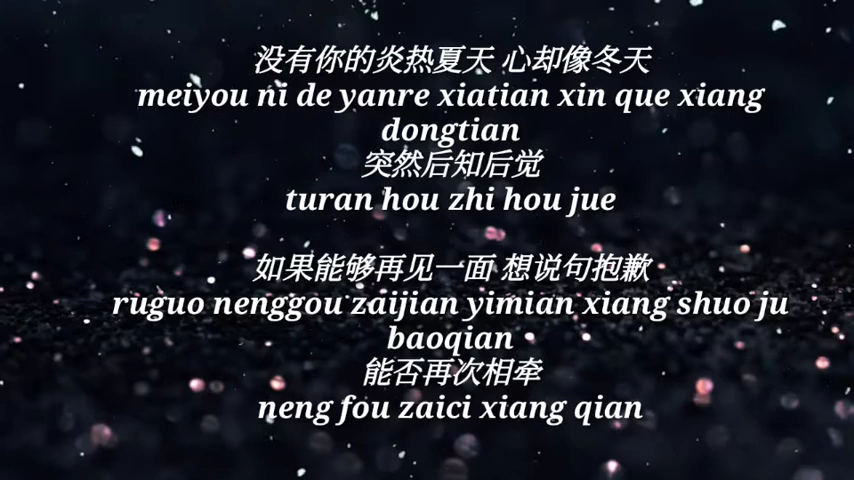 没有你的炎热夏天 心却像冬天
meiyou ni de yanre xiatian xin que xiang
dongtian
突然后知后觉
turan hou zhi hou jue
如果能够再见一面 想说句抱歉
ruguo nenggou zaijian yimian xiang shuo ju
baoqian
能否再次相牵
neng fou zaici xiang qian